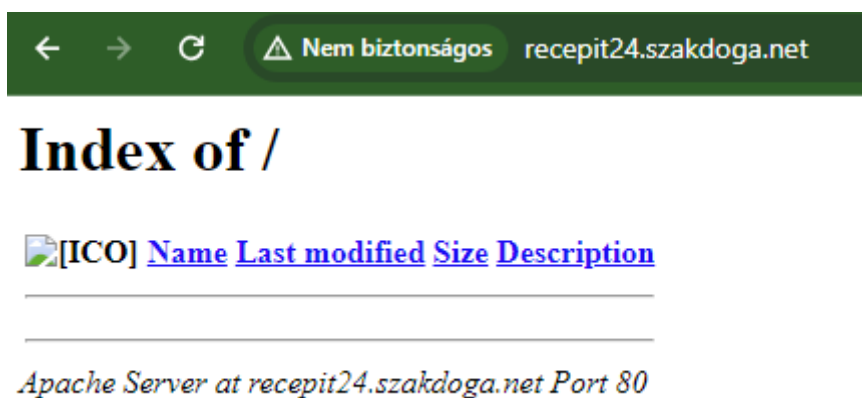 Nem biztonságos recepit24.szakdoga.net
Index of /
[ICO] Name Last modified Size Description
Apache Server at recepit24.szakdoga.net Port 80